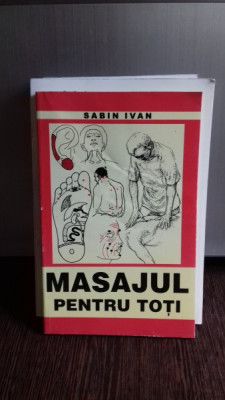 SABIN IVAN
MASAJUL
PENTRU TOȚI